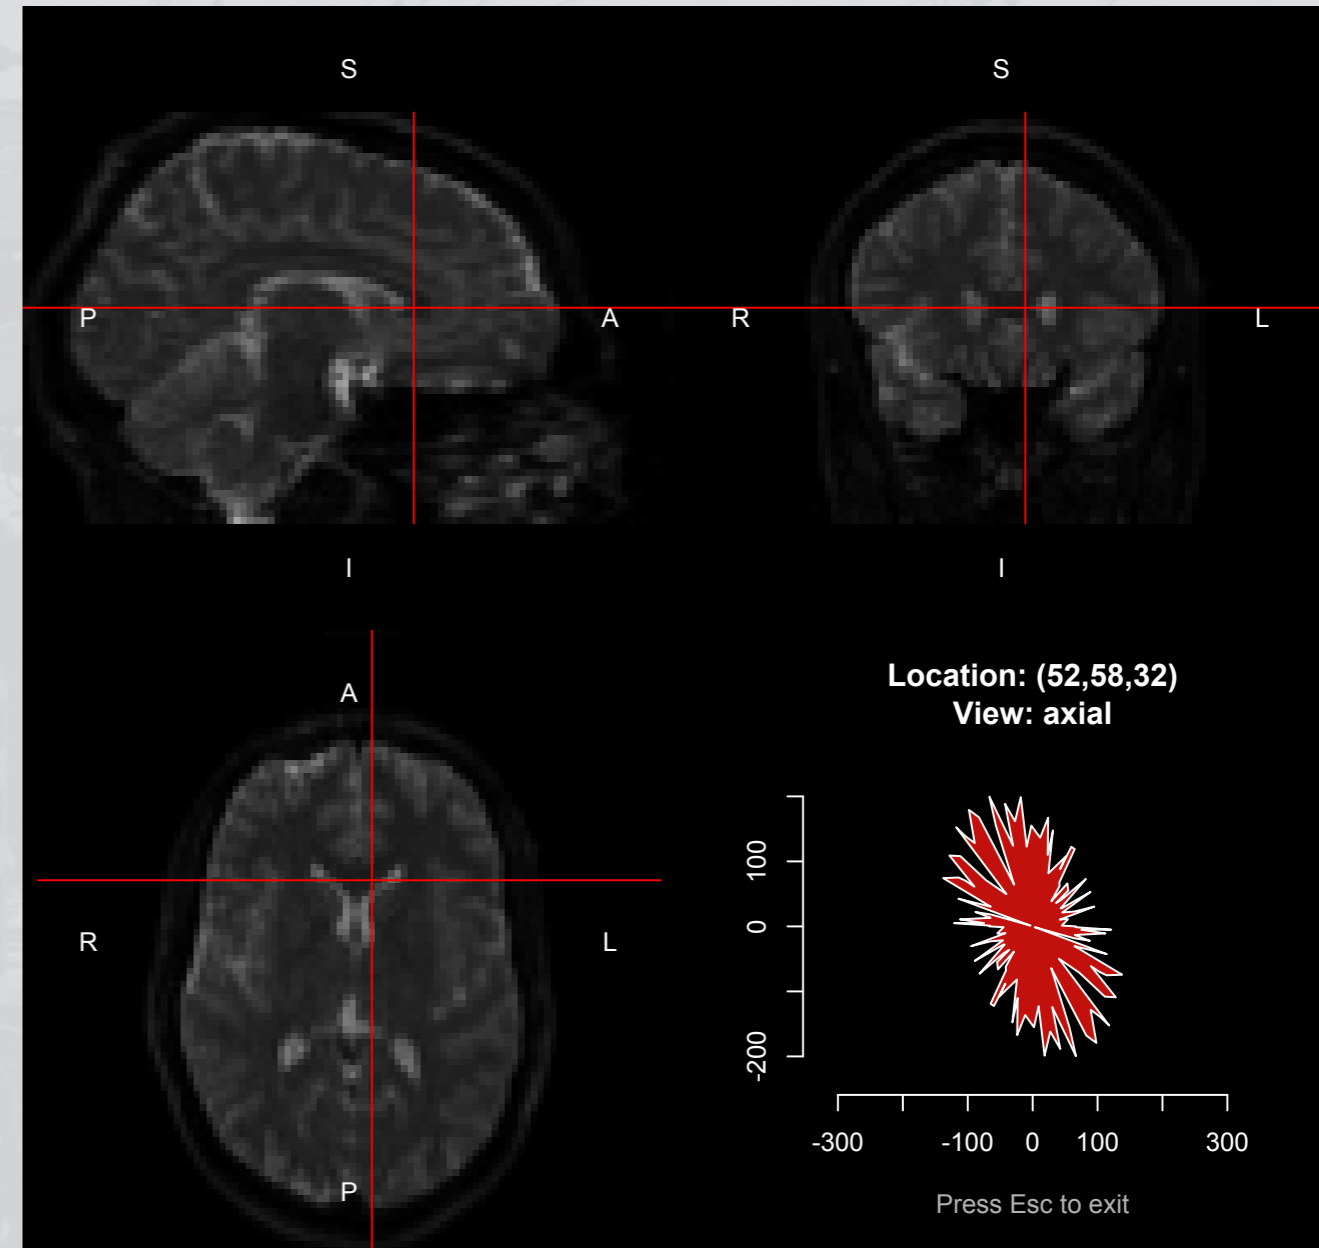 S
S
P
A
R
L
I
I
A
R
L
P
Location: (52,58,32)
View: axial
100
0
-200
-300
-100
0
100
300
Press Esc to exit